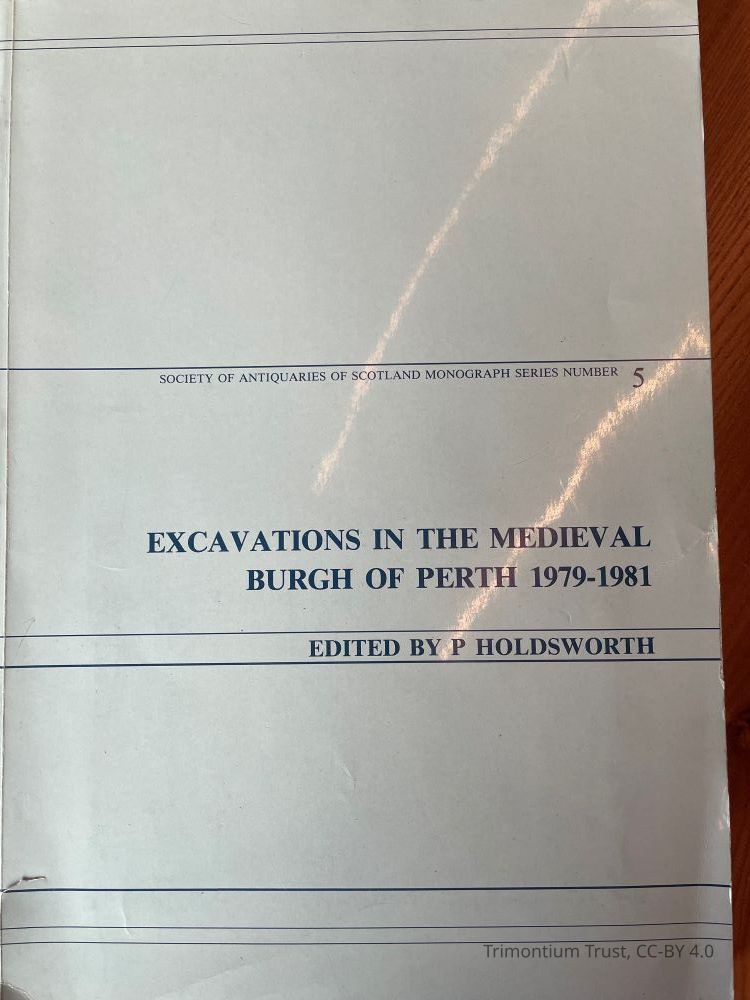 SOCIETY OF ANTIQUARIES OF SCOTLAND MONOGRAPH SERIES NUMBER 5
EXCAVATIONS IN THE MEDIEVAL
BURGH OF PERTH 1979-1981
EDITED BY P HOLDSWORTH
Trimontium Trust, CC-BY 4.0